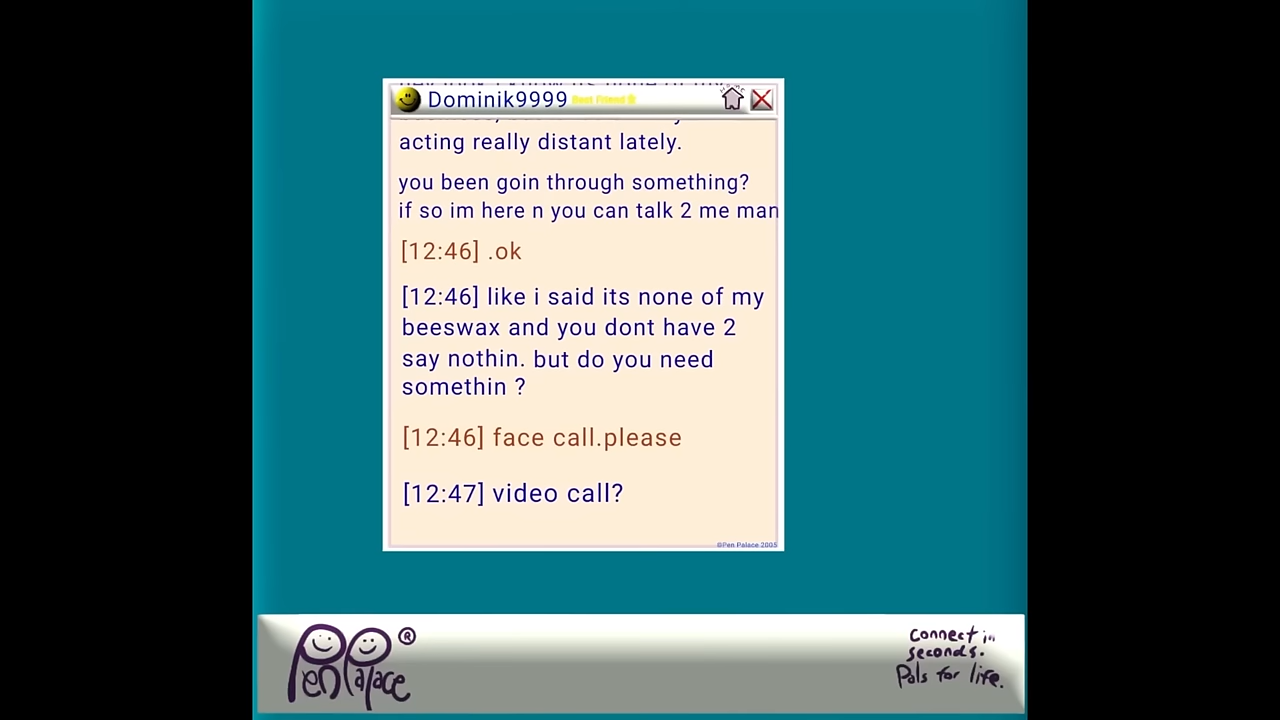 Dominik9999 Best Friend
acting really distant lately.
you been goin through something?
if so im here n you can talk 2 me man
[12:46] .ok
[12:46] like i said its none of my
beeswax and you dont have 2
say nothin. but do you need
somethin ?
[12:46] face call.please
[12:47] video call?
©Pen Palace 2005
Pen Palace ®
connect in
seconds.
Pals for life.